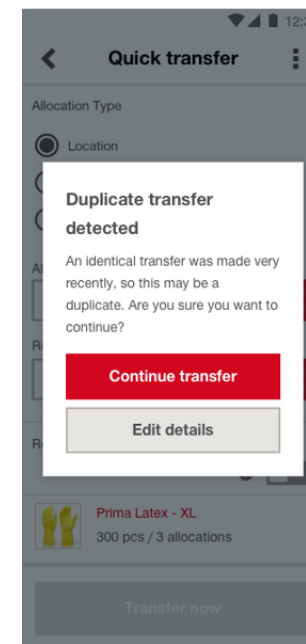 Quick transfer
Allocation Type
Location
Duplicate transfer
detected
An identical transfer was made very
recently, so this may be a
duplicate. Are you sure you want to
continue?
Continue transfer
Edit details
Prima Latex - XL
300 pcs / 3 allocations
Transfer now